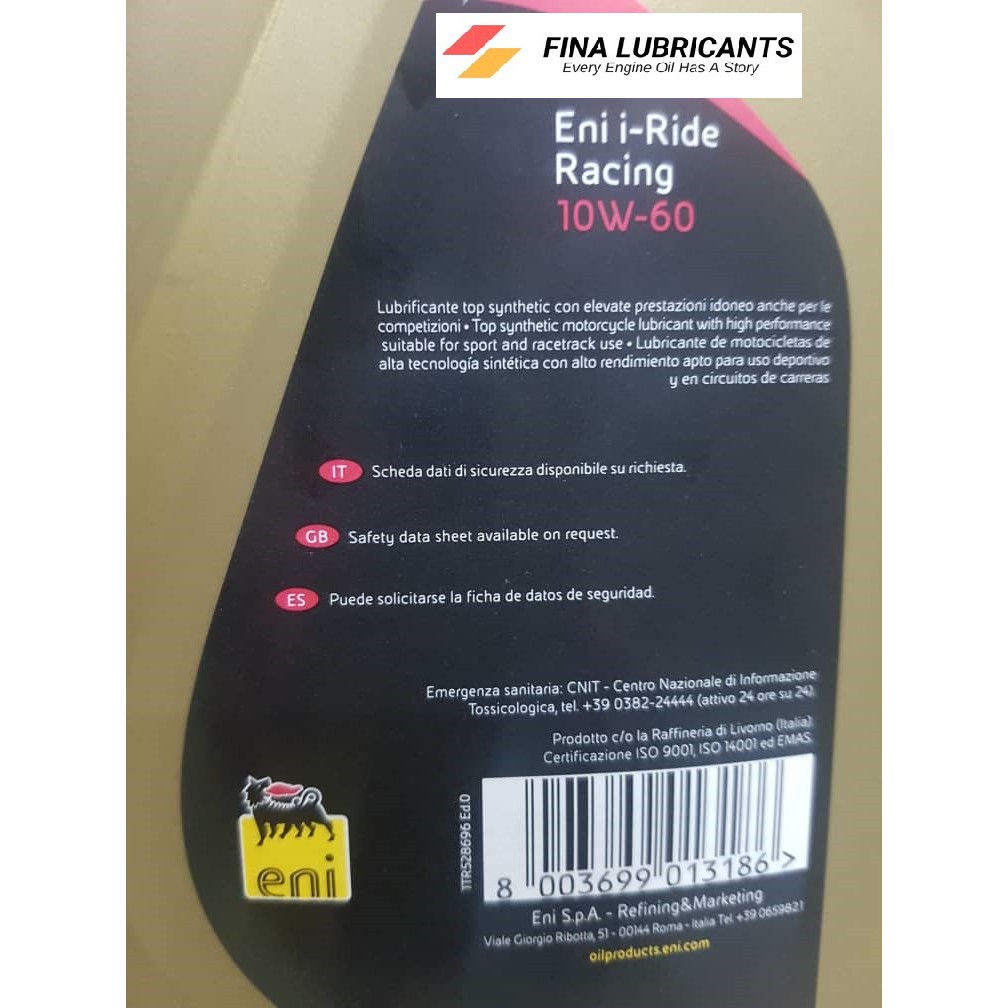 FINA LUBRICANTS
Every Engine Oil Has A Story
Eni i-Ride
Racing
10W-60
Lubrificante top synthetic con elevate prestazioni idoneo anche per le
competizioni • Top synthetic motorcycle lubricant with high performance
suitable for sport and racetrack use • Lubricante de motocicletas de
alta tecnología sintética con alto rendimiento apto para uso deportivo
y en circuitos de carreras
IT Scheda dati di sicurezza disponibile su richiesta.
GB Safety data sheet available on request.
ES Puede solicitarse la ficha de datos de seguridad.
Emergenza sanitaria: CNIT - Centro Nazionale di Informazione
Tossicologica, tel. +39 0382-24444 (attivo 24 ore su 24)
Prodotto c/o la Raffineria di Livorno (Italia)
Certificazione ISO 9001, ISO 14001 ed EMAS.
1TR528696 Ed.0
8 003699 013186 >
eni
Eni S.p.A. - Refining&Marketing
Viale Giorgio Ribotta, 51 - 00144 Roma - Italia Tel +39 0659821
oilproducts.eni.com